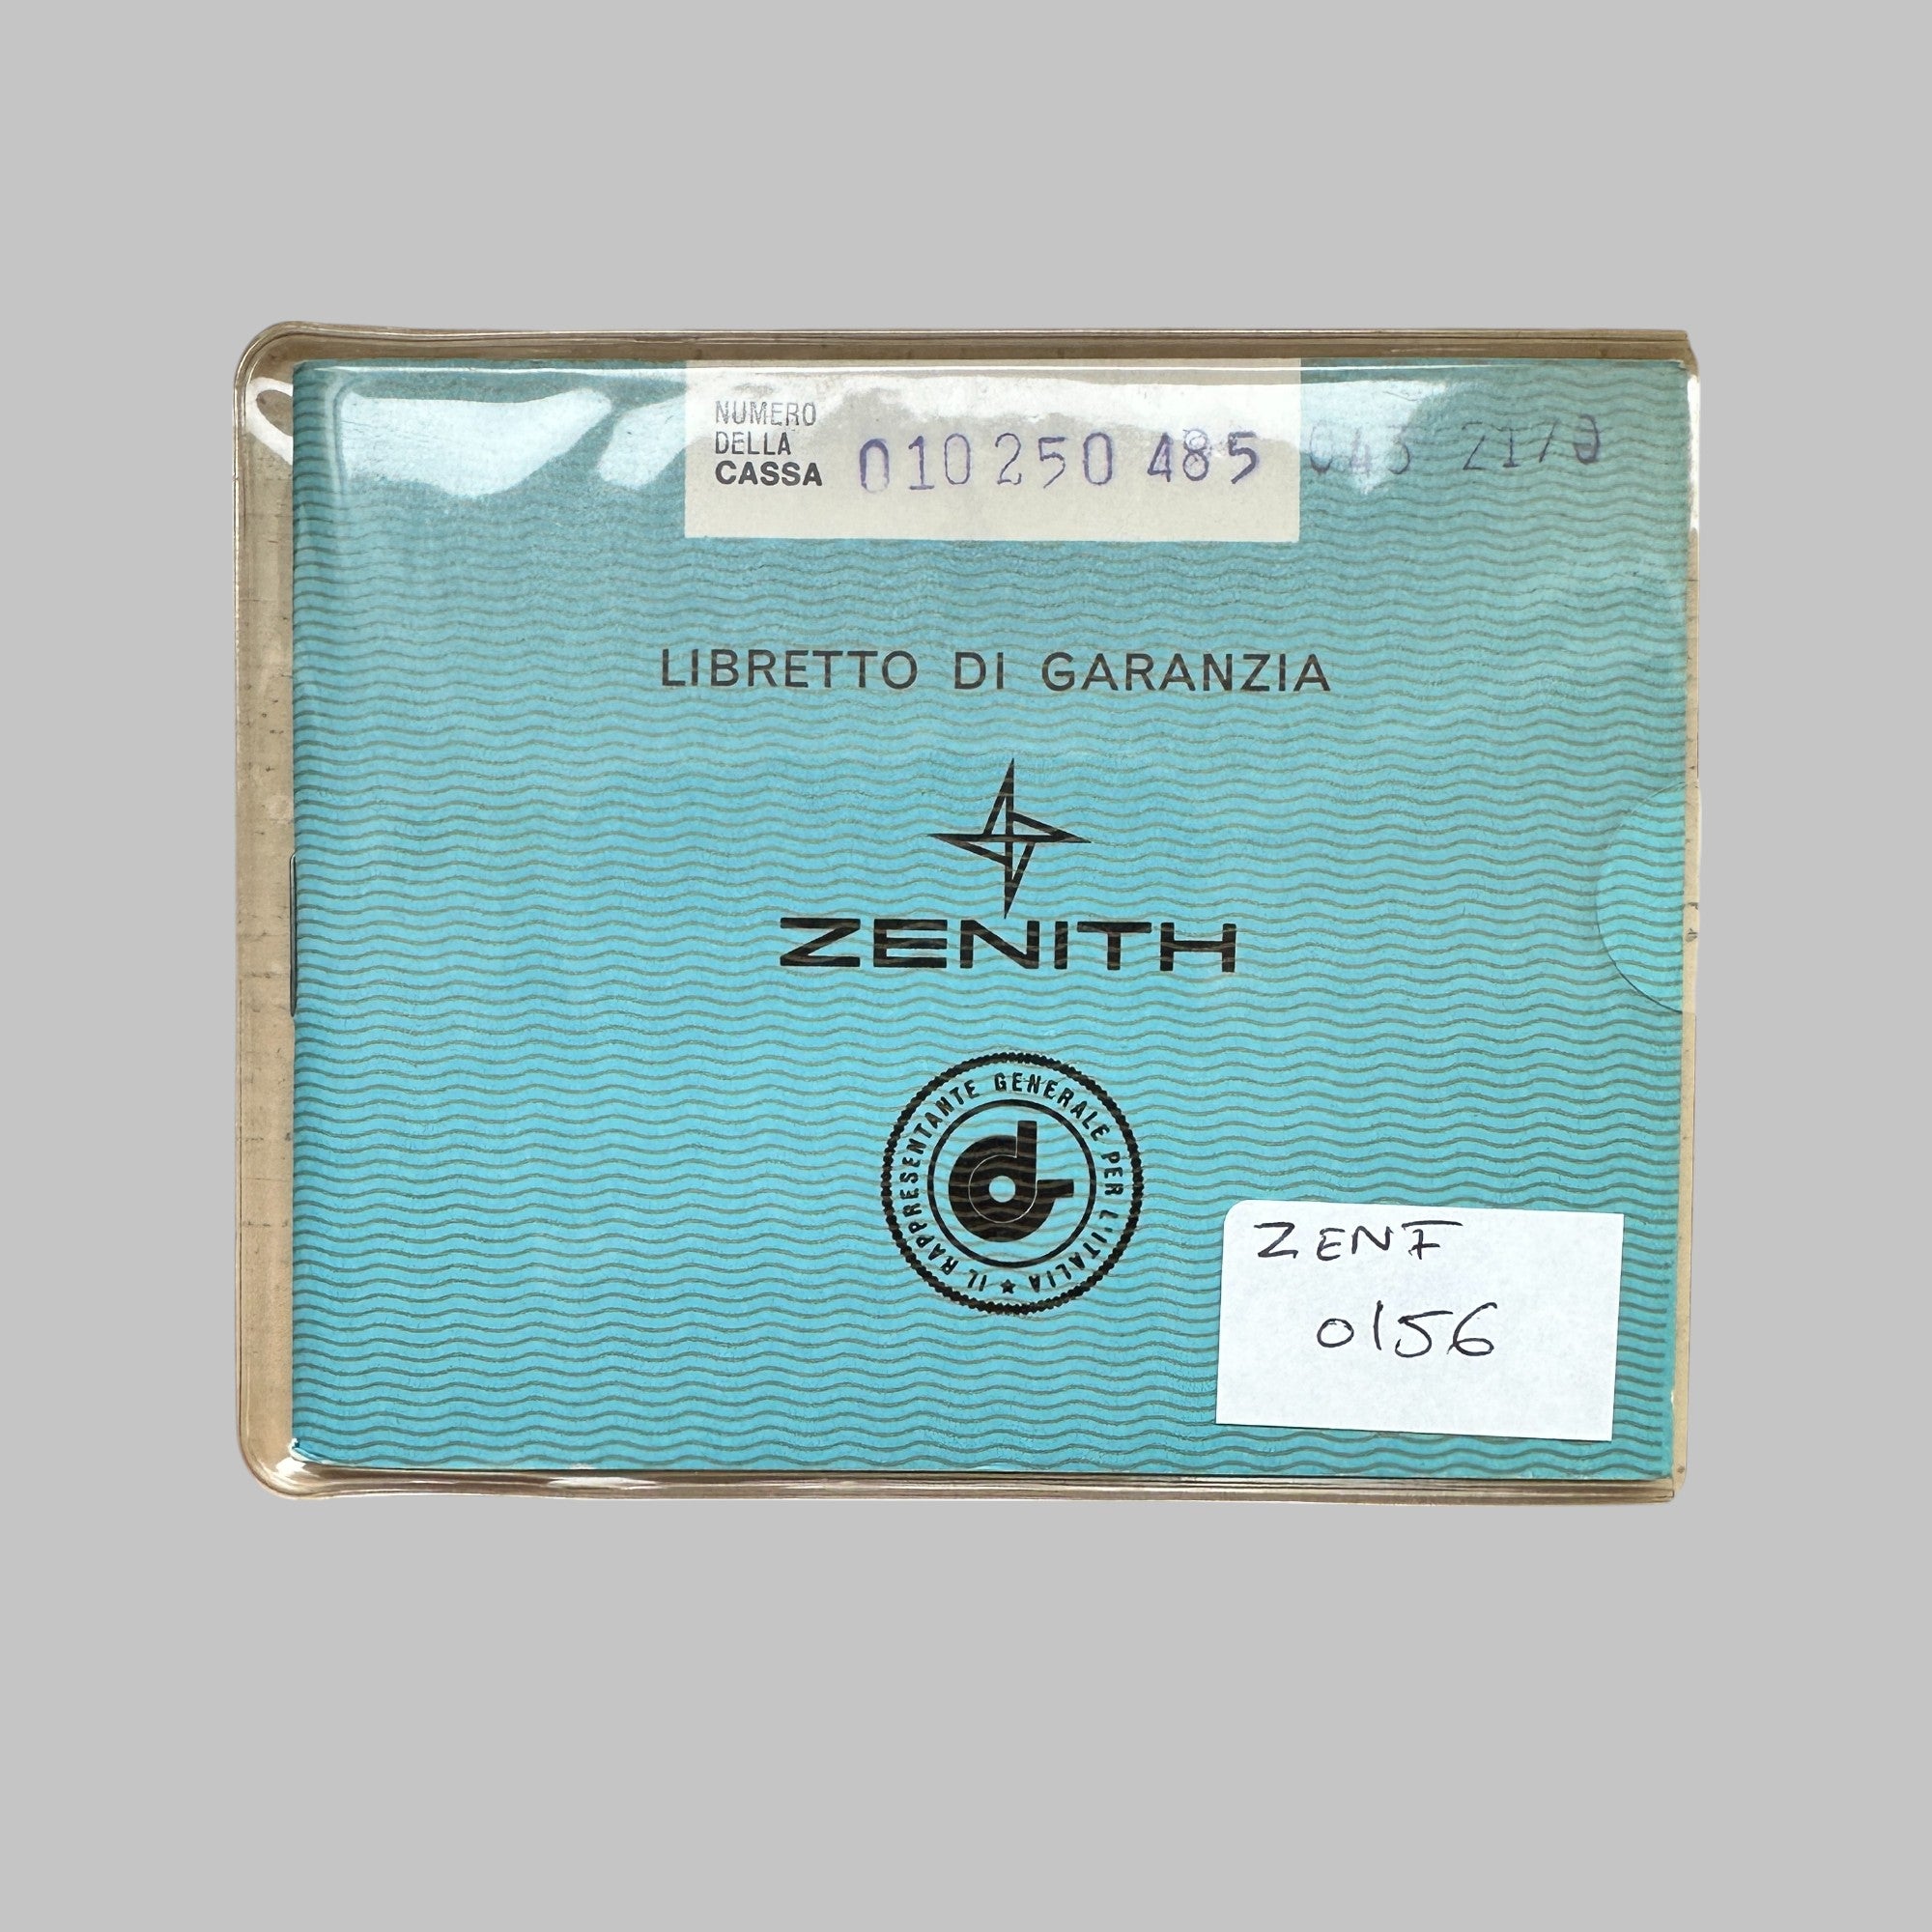 NUMERO
DELLA
CASSA 010250 485
LIBRETTO DI GARANZIA
ZENITH
IL RAPPRESENTANTE GENERALE PER L'ITALIA ★
d
ZENF
0156